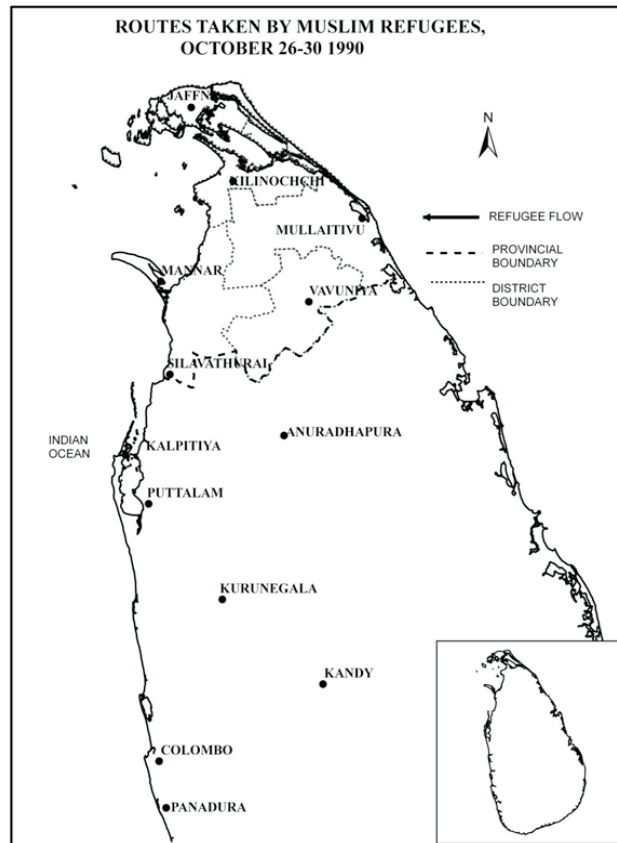 ROUTES TAKEN BY MUSLIM REFUGEES,
OCTOBER 26-30 1990
JAFFN
N
KILINOCHCHI
REFUGEE FLOW
MULLAITIVU
PROVINCIAL
BOUNDARY
MANNAR
VAVUNIYA
DISTRICT
BOUNDARY
SILAVATHURAI
ANURADHAPURA
INDIAN
OCEAN
KALPITIYA
PUTTALAM
KURUNEGALA
KANDY
COLOMBO
PANADURA